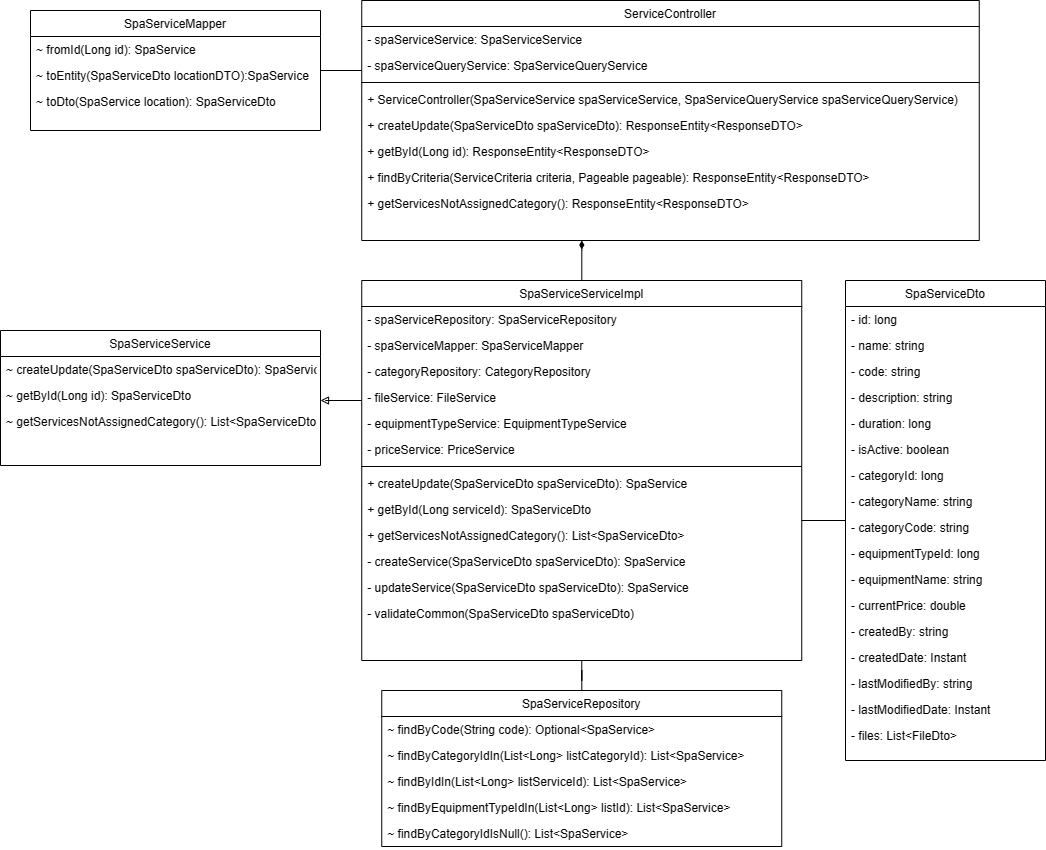 SpaServiceMapper
~ fromId(Long id): SpaService
~ toEntity(SpaServiceDto locationDTO):SpaService
~ toDto(SpaService location): SpaServiceDto
ServiceController
- spaServiceService: SpaServiceService
- spaServiceQueryService: SpaServiceQueryService
+ ServiceController(SpaServiceService spaServiceService, SpaServiceQueryService spaServiceQueryService)
+ createUpdate(SpaServiceDto spaServiceDto): ResponseEntity<ResponseDTO>
+ getById(Long id): ResponseEntity<ResponseDTO>
+ findByCriteria(ServiceCriteria criteria, Pageable pageable): ResponseEntity<ResponseDTO>
+ getServicesNotAssignedCategory(): ResponseEntity<ResponseDTO>
SpaServiceService
~ createUpdate(SpaServiceDto spaServiceDto): SpaServic
~ getById(Long id): SpaServiceDto
~ getServicesNotAssignedCategory(): List<SpaServiceDto
SpaServiceServiceImpl
- spaServiceRepository: SpaServiceRepository
- spaServiceMapper: SpaServiceMapper
- categoryRepository: CategoryRepository
- fileService: FileService
- equipmentTypeService: EquipmentTypeService
- priceService: PriceService
+ createUpdate(SpaServiceDto spaServiceDto): SpaService
+ getById(Long serviceId): SpaServiceDto
+ getServicesNotAssignedCategory(): List<SpaServiceDto>
- createService(SpaServiceDto spaServiceDto): SpaService
- updateService(SpaServiceDto spaServiceDto): SpaService
- validateCommon(SpaServiceDto spaServiceDto)
SpaServiceDto
- id: long
- name: string
- code: string
- description: string
- duration: long
- isActive: boolean
- categoryId: long
- categoryName: string
- categoryCode: string
- equipmentTypeId: long
- equipmentName: string
- currentPrice: double
- createdBy: string
- createdDate: Instant
- lastModifiedBy: string
- lastModifiedDate: Instant
- files: List<FileDto>
SpaServiceRepository
~ findByCode(String code): Optional<SpaService>
~ findByCategoryIdIn(List<Long> listCategoryId): List<SpaService>
~ findByIdIn(List<Long> listServiceId): List<SpaService>
~ findByEquipmentTypeIdIn(List<Long> listId): List<SpaService>
~ findByCategoryIdIsNull(): List<SpaService>